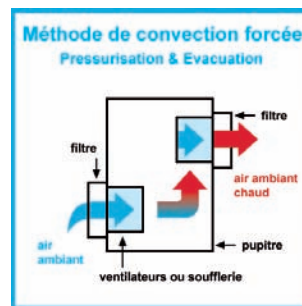 Méthode de convection forcée
Pressurisation & Evacuation
filtre
filtre
air ambiant
chaud
air
ambiant
pupitre
ventilateurs ou soufflerie